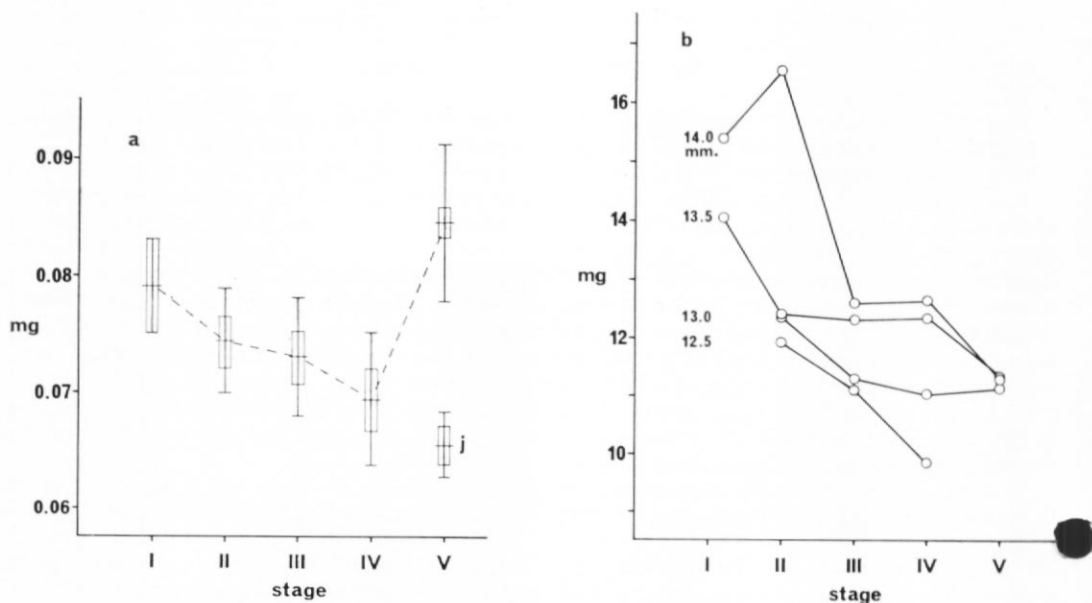 a
0.09
0.08
mg
0.07
0.06
j
I II III IV V
stage
b
16
14.0
mm.
14
13.5
mg
13.0
12
12.5
10
I II III IV V
stage